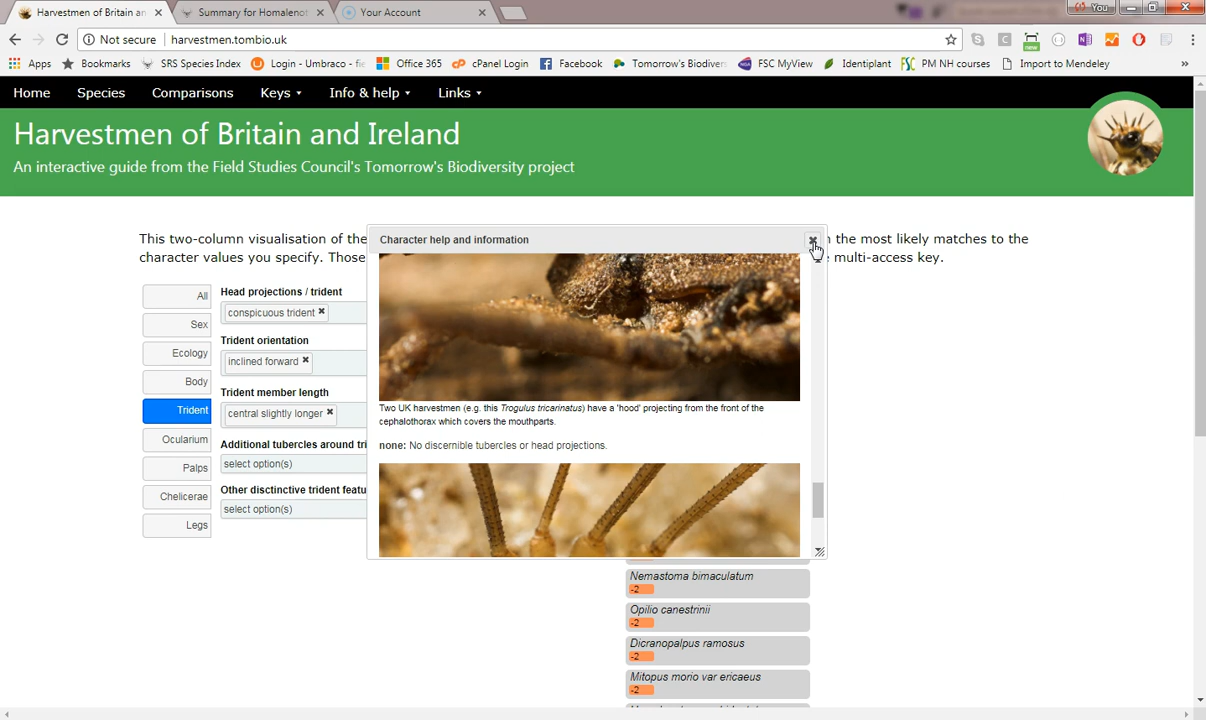 Harvestmen of Britain an
Summary for Homalenot
Your Account
You
Not secure
harvestmen.tombio.uk
new
Apps
Bookmarks
SRS Species Index
Login - Umbraco - fie
Office 365
cPanel Login
Facebook
Tomorrow's Biodiver
FSC MyView
Identiplant
PM NH courses
Import to Mendeley
»
Home
Species
Comparisons
Keys
Info & help
Links
Harvestmen of Britain and Ireland
An interactive guide from the Field Studies Council's Tomorrow's Biodiversity project
This two-column visualisation of the
n the most likely matches to the
character values you specify. Those
e multi-access key.
Character help and information
All
Sex
Ecology
Body
Trident
Ocularium
Palps
Chelicerae
Legs
Head projections / trident
conspicuous trident
Trident orientation
inclined forward
Trident member length
central slightly longer
Additional tubercles around tri
select option(s)
Other disctinctive trident featu
select option(s)
Two UK harvestmen (e.g. this Trogulus tricarinatus) have a 'hood' projecting from the front of the
cephalothorax which covers the mouthparts.
none: No discernible tubercles or head projections.
Nemastoma bimaculatum
-2
Opilio canestrinii
-2
Dicranopalpus ramosus
-2
Mitopus morio var ericaeus
-2